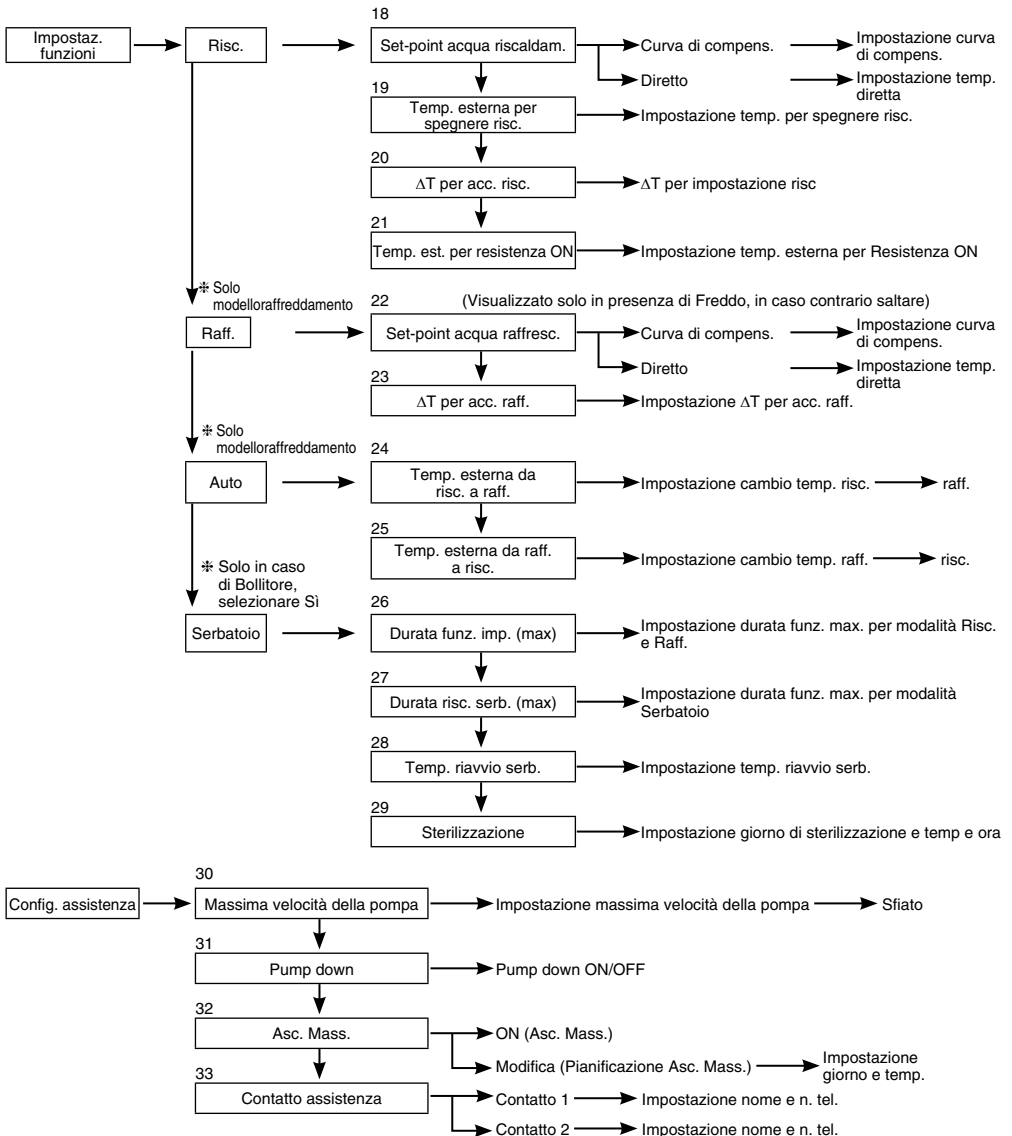 18
Impostaz.
funzioni
Risc.
Set-point acqua riscaldam.
Curva di compens.
Impostazione curva
di compens.
Diretto
Impostazione temp.
diretta
19
Temp. esterna per
spegnere risc.
Impostazione temp. per spegnere risc.
20
ΔT per acc. risc.
ΔT per impostazione risc
21
Temp. est. per resistenza ON
Impostazione temp. esterna per Resistenza ON
❈ Solo
modelloraffreddamento
22
(Visualizzato solo in presenza di Freddo, in caso contrario saltare)
Raff.
Set-point acqua raffresc.
Curva di compens.
Impostazione curva
di compens.
Diretto
Impostazione temp.
diretta
23
ΔT per acc. raff.
Impostazione ΔT per acc. raff.
❈ Solo
modelloraffreddamento
24
Auto
Temp. esterna da
risc. a raff.
Impostazione cambio temp. risc.
raff.
25
Temp. esterna da raff.
a risc.
Impostazione cambio temp. raff.
risc.
❈ Solo in caso
di Bollitore,
selezionare Sì
26
Serbatoio
Durata funz. imp. (max)
Impostazione durata funz. max. per modalità Risc.
e Raff.
27
Durata risc. serb. (max)
Impostazione durata funz. max. per modalità
Serbatoio
28
Temp. riavvio serb.
Impostazione temp. riavvio serb.
29
Sterilizzazione
Impostazione giorno di sterilizzazione e temp e ora
30
Config. assistenza
Massima velocità della pompa
Impostazione massima velocità della pompa
Sfiato
31
Pump down
Pump down ON/OFF
32
Asc. Mass.
ON (Asc. Mass.)
Modifica (Pianificazione Asc. Mass.)
Impostazione
giorno e temp.
33
Contatto assistenza
Contatto 1
Impostazione nome e n. tel.
Contatto 2
Impostazione nome e n. tel.